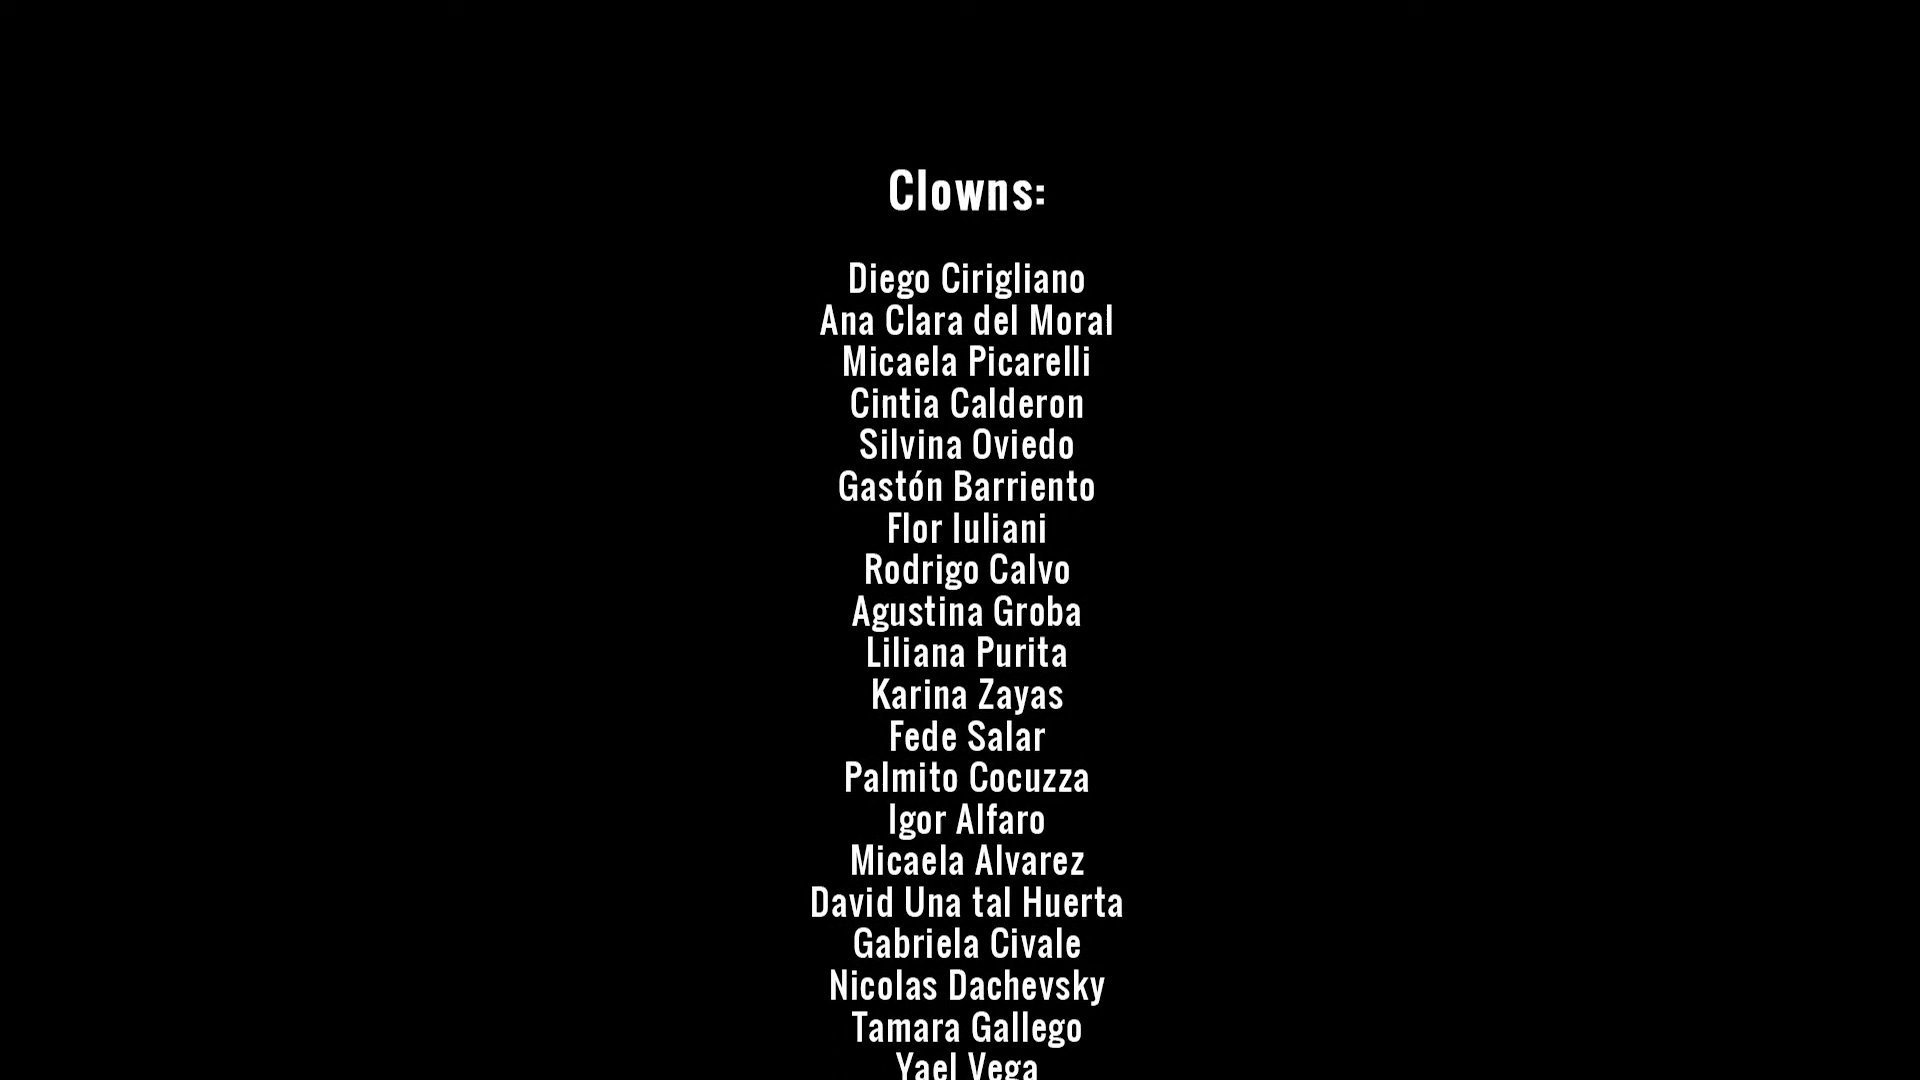 Clowns:
Diego Cirigliano
Ana Clara del Moral
Micaela Picarelli
Cintia Calderon
Silvina Oviedo
Gastón Barriento
Flor Iuliani
Rodrigo Calvo
Agustina Groba
Liliana Purita
Karina Zayas
Fede Salar
Palmito Cocuzza
Igor Alfaro
Micaela Alvarez
David Una tal Huerta
Gabriela Civale
Nicolas Dachevsky
Tamara Gallego
Yael Vega